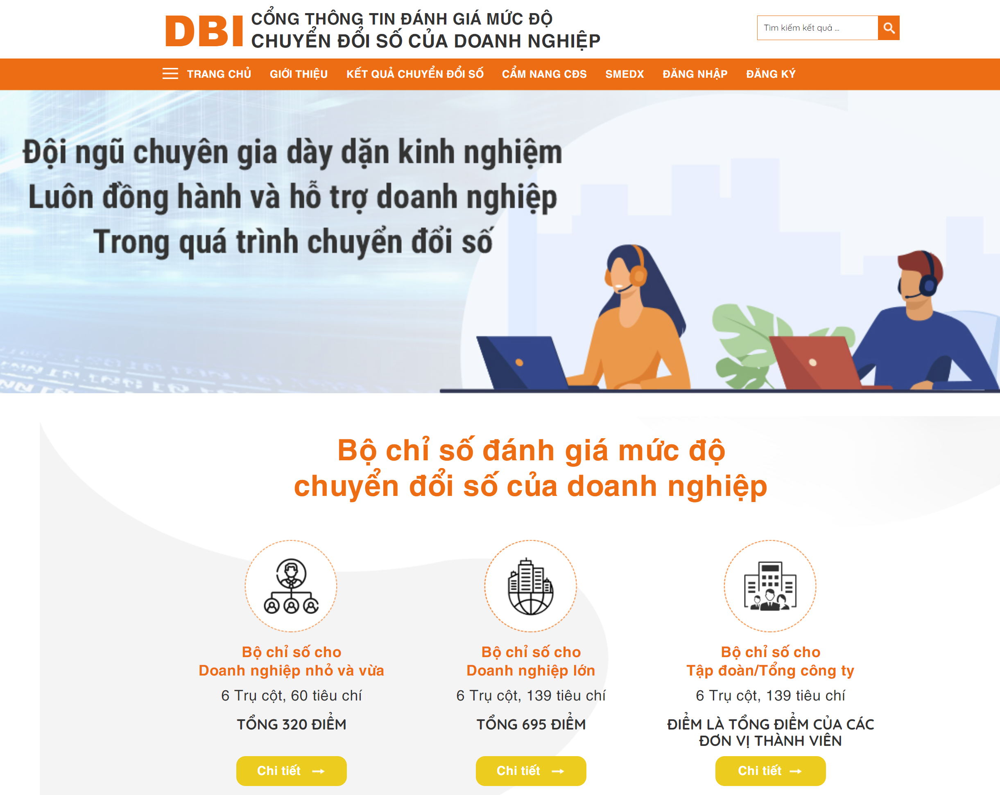 DBI
CỔNG THÔNG TIN ĐÁNH GIÁ MỨC ĐỘ
CHUYỂN ĐỔI SỐ CỦA DOANH NGHIỆP
Tìm kiếm kết quả ...
TRANG CHỦ GIỚI THIỆU KẾT QUẢ CHUYỂN ĐỔI SỐ CẨM NANG CĐS SMEDX ĐĂNG NHẬP ĐĂNG KÝ
Đội ngũ chuyên gia dày dặn kinh nghiệm
Luôn đồng hành và hỗ trợ doanh nghiệp
Trong quá trình chuyển đổi số
Bộ chỉ số đánh giá mức độ
chuyển đổi số của doanh nghiệp
Bộ chỉ số cho
Doanh nghiệp nhỏ và vừa
6 Trụ cột, 60 tiêu chí
TỔNG 320 ĐIỂM
Chi tiết
Bộ chỉ số cho
Doanh nghiệp lớn
6 Trụ cột, 139 tiêu chí
TỔNG 695 ĐIỂM
Chi tiết
Bộ chỉ số cho
Tập đoàn/Tổng công ty
6 Trụ cột, 139 tiêu chí
ĐIỂM LÀ TỔNG ĐIỂM CỦA CÁC
ĐƠN VỊ THÀNH VIÊN
Chi tiết